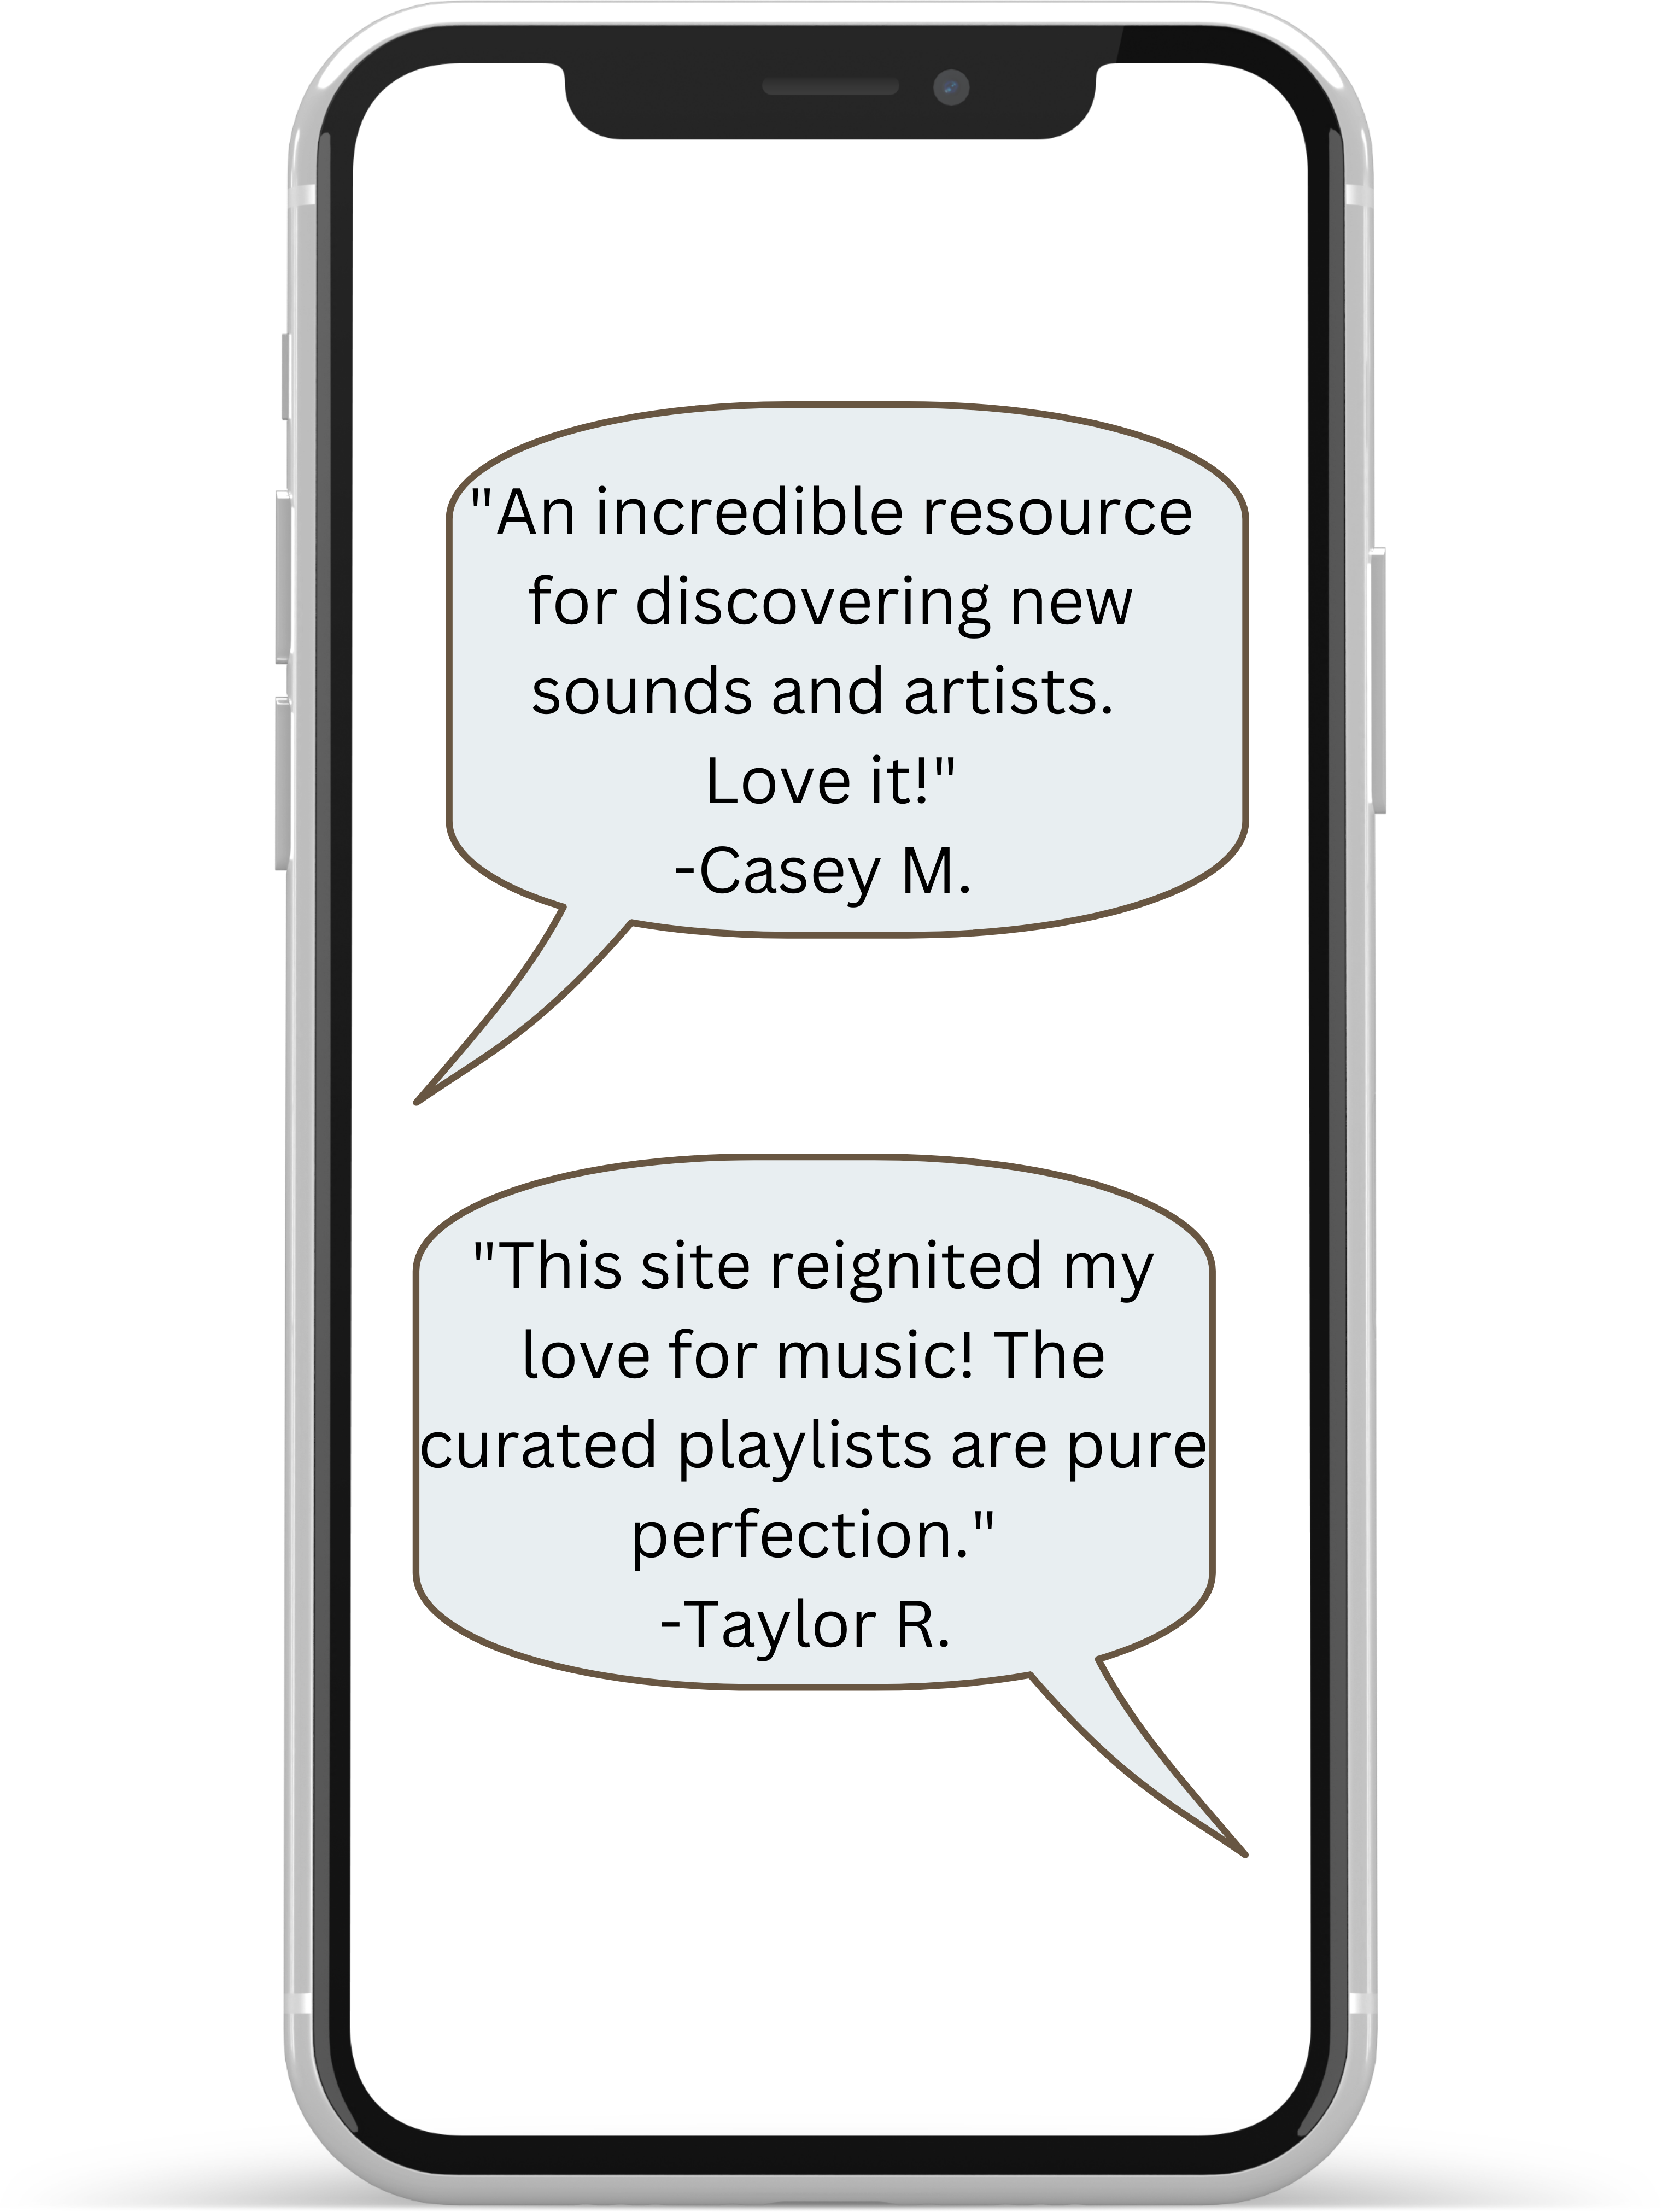 "An incredible resource
for discovering new
sounds and artists.
Love it!"
-Casey M.
"This site reignited my
love for music! The
curated playlists are pure
perfection."
-Taylor R.